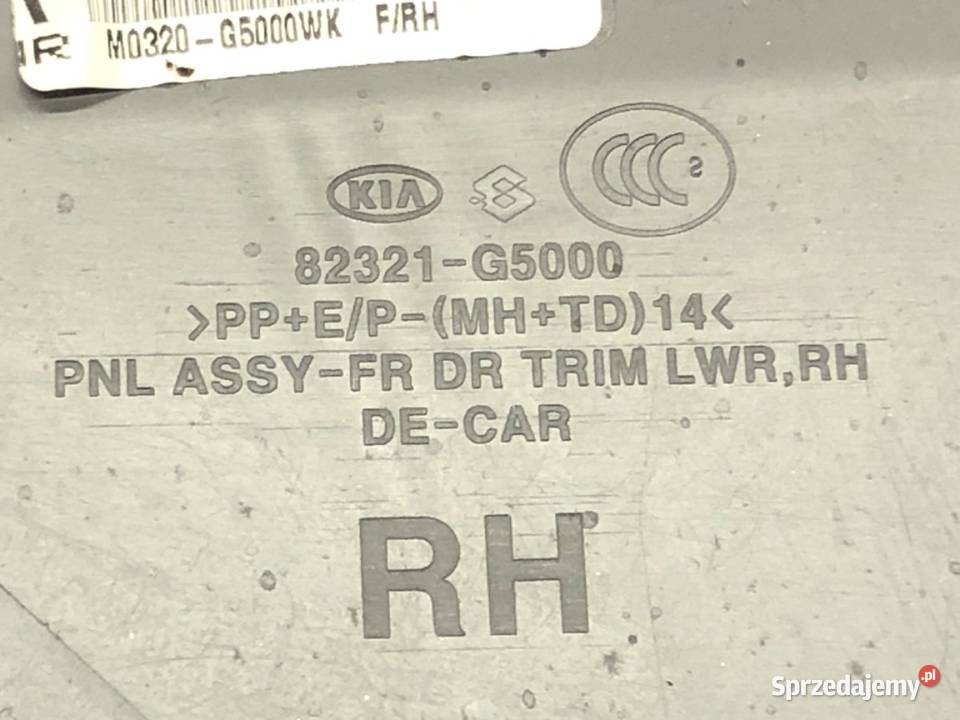 M0320-G5000WK F/RH
KIA
CCC S
82321-G5000
>PP+E/P-(MH+TD)14<
PNL ASSY-FR DR TRIM LWR,RH
DE-CAR
RH
Sprzedajemy.pl